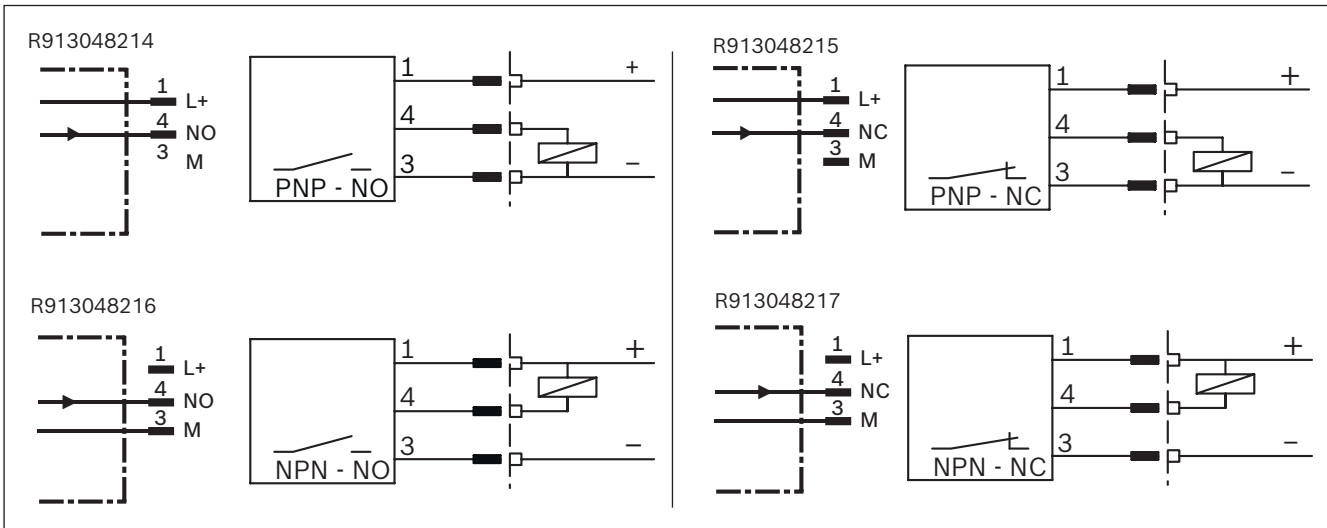 R913048214
1 L+
4 NO
3 M
1 +
4
3 −
PNP - NO
R913048215
1 L+
4 NC
3 M
1 +
4
3 −
PNP - NC
R913048216
1 L+
4 NO
3 M
1 +
4
3 −
NPN - NO
R913048217
1 L+
4 NC
3 M
1 +
4
3 −
NPN - NC